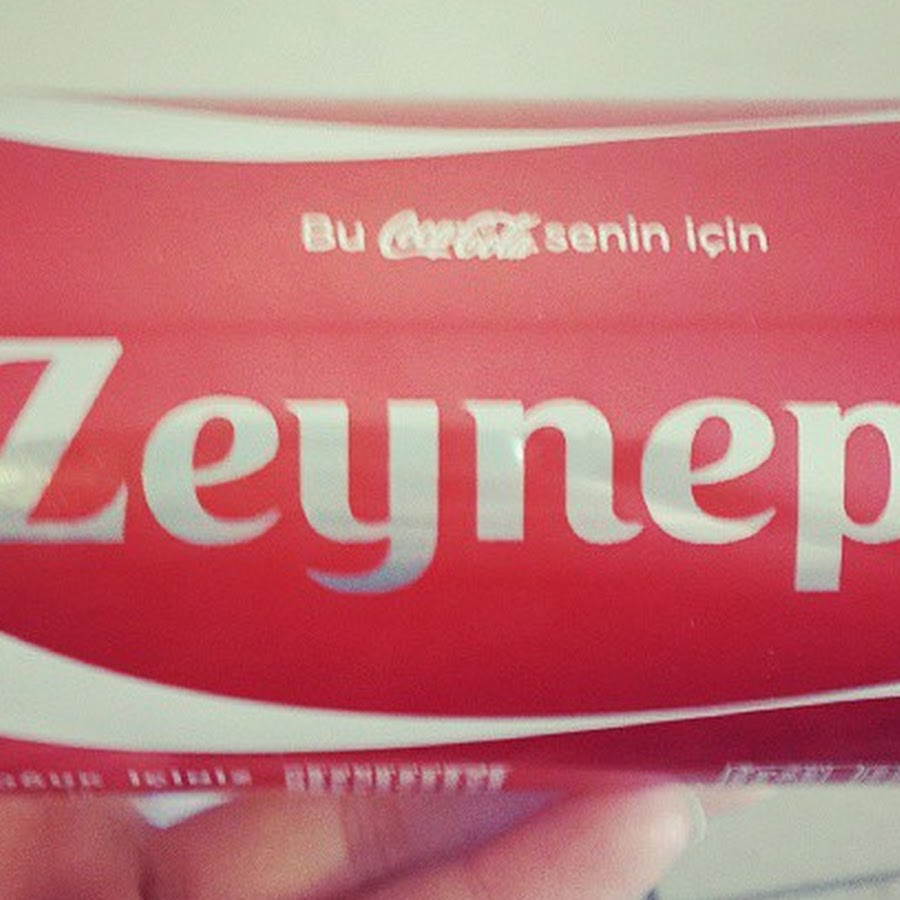 Bu Coca-Cola senin için
Zeynep